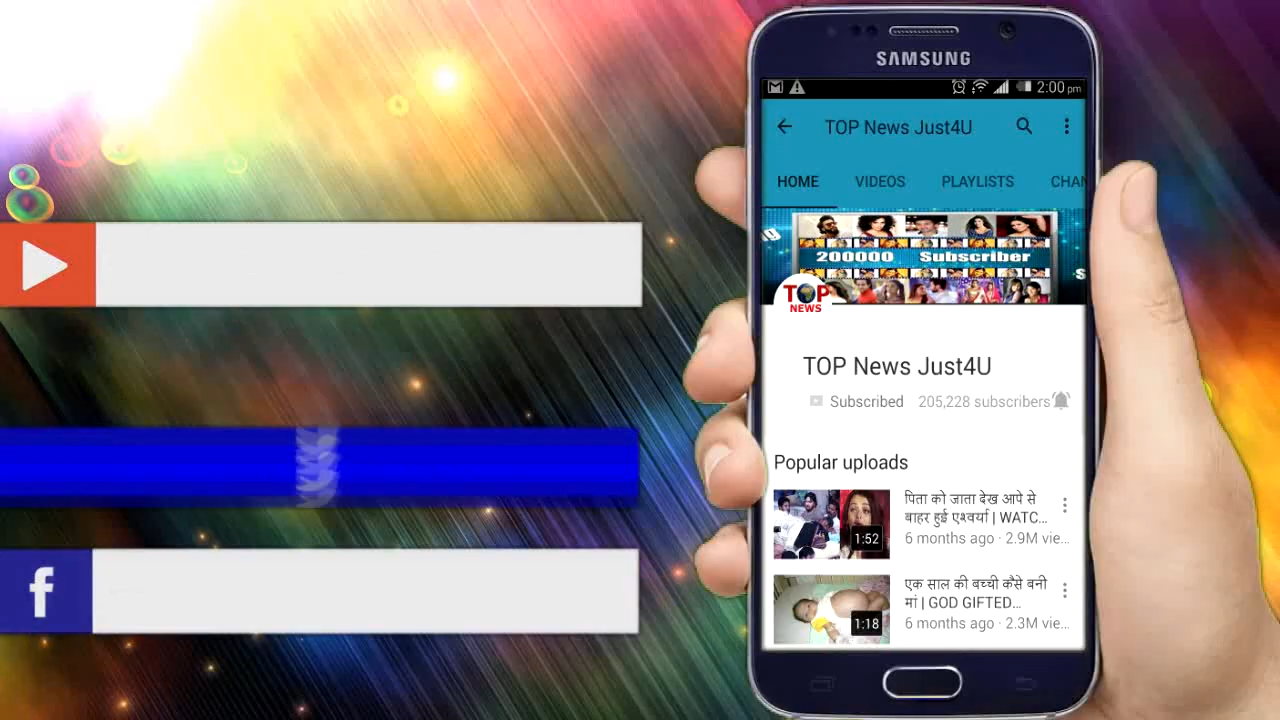 SAMSUNG
2:00 pm
TOP News Just4U
HOME VIDEOS PLAYLISTS CHAN
200000 Subscriber
TOP
NEWS
TOP News Just4U
Subscribed 205,228 subscribers
Popular uploads
पिता को जाता देख आपे से
बाहर हुई एश्वर्या | WATC...
6 months ago · 2.9M vie...
1:52
एक साल की बच्ची कैसे बनी
मां | GOD GIFTED...
6 months ago · 2.3M vie...
1:18
f